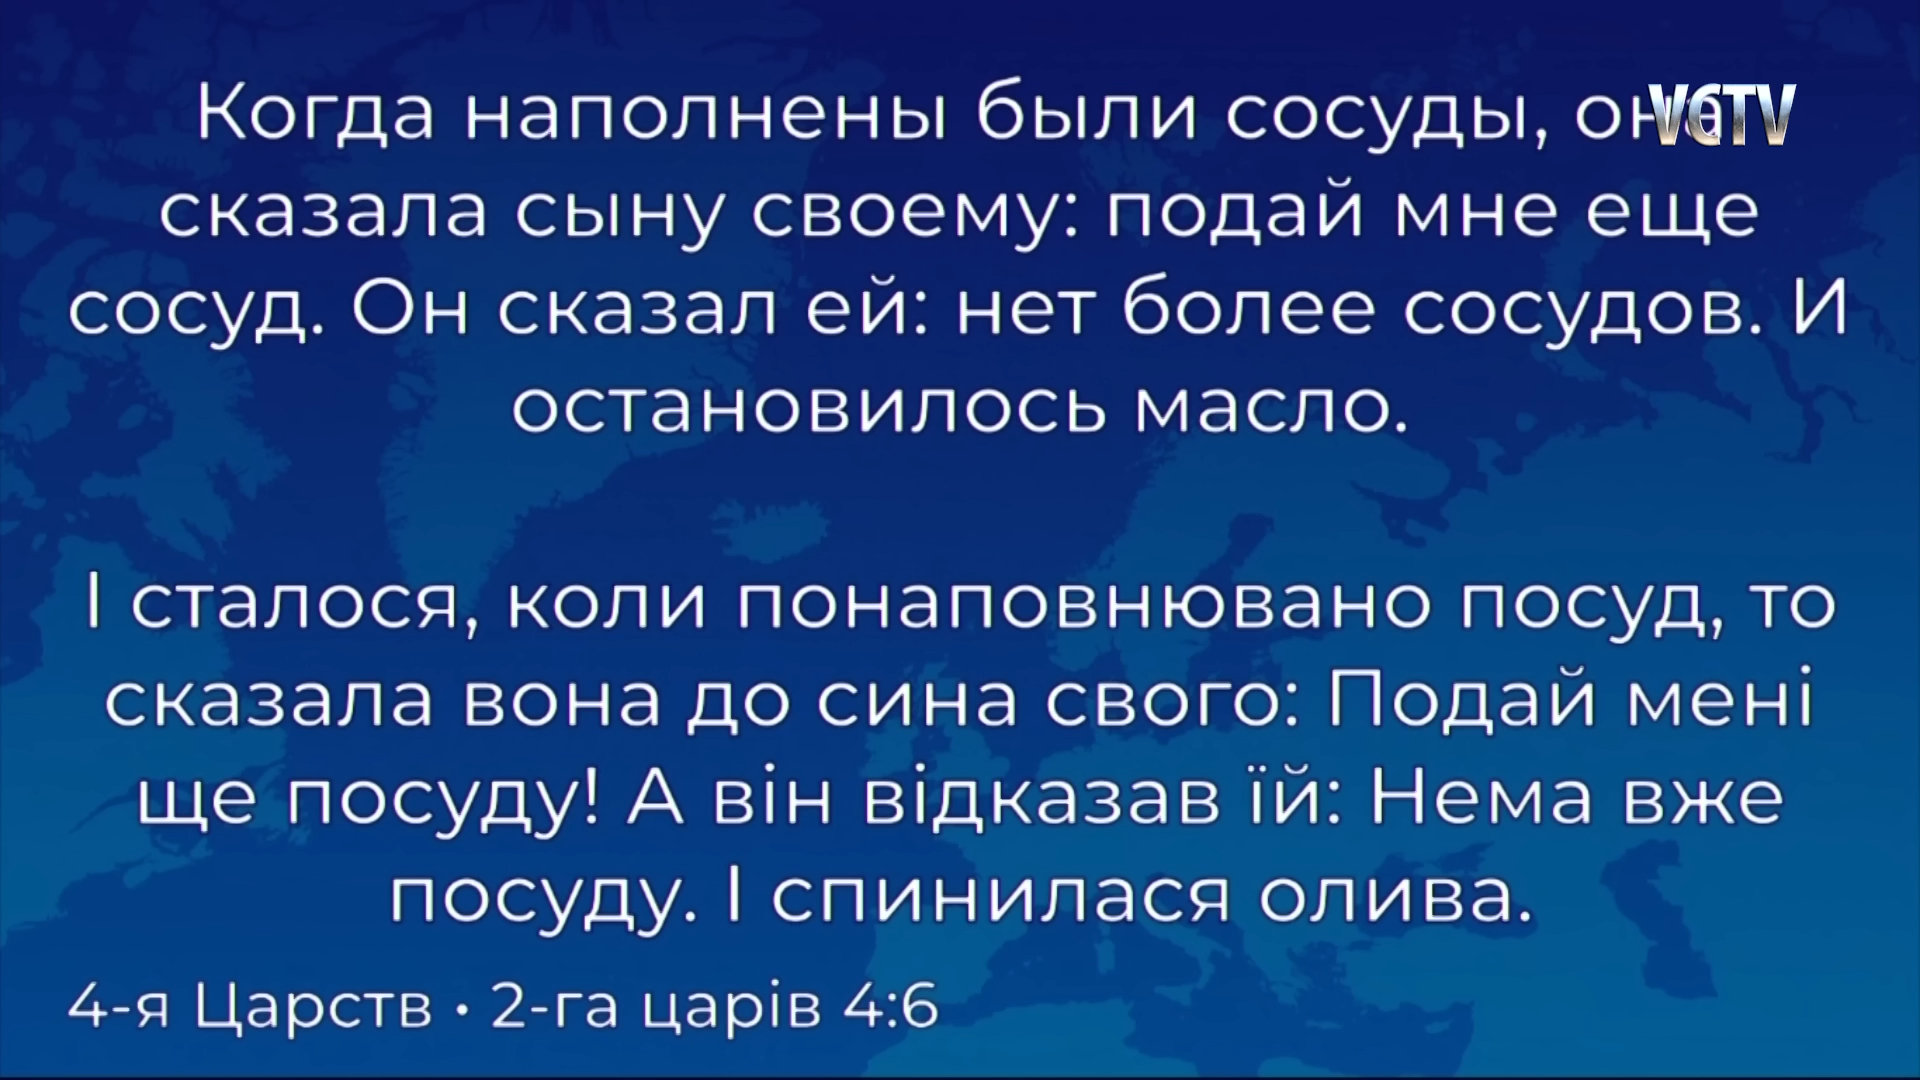 Когда наполнены были сосуды, она
сказала сыну своему: подай мне еще
сосуд. Он сказал ей: нет более сосудов. И
остановилось масло.
І сталося, коли понаповнювано посуд, то
сказала вона до сина свого: Подай мені
ще посуду! А він відказав їй: Нема вже
посуду. І спинилася олива.
4-я Царств • 2-га царів 4:6